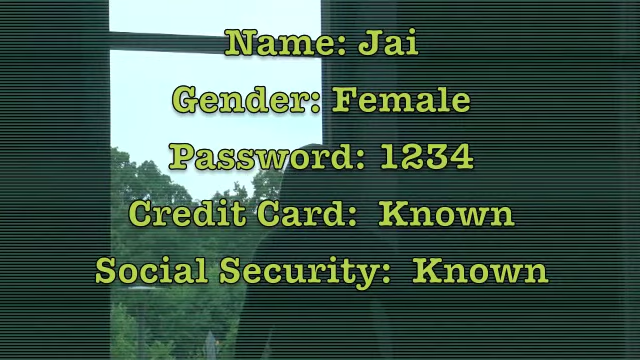 Name: Jai
Gender: Female
Password: 1234
Credit Card: Known
Social Security: Known